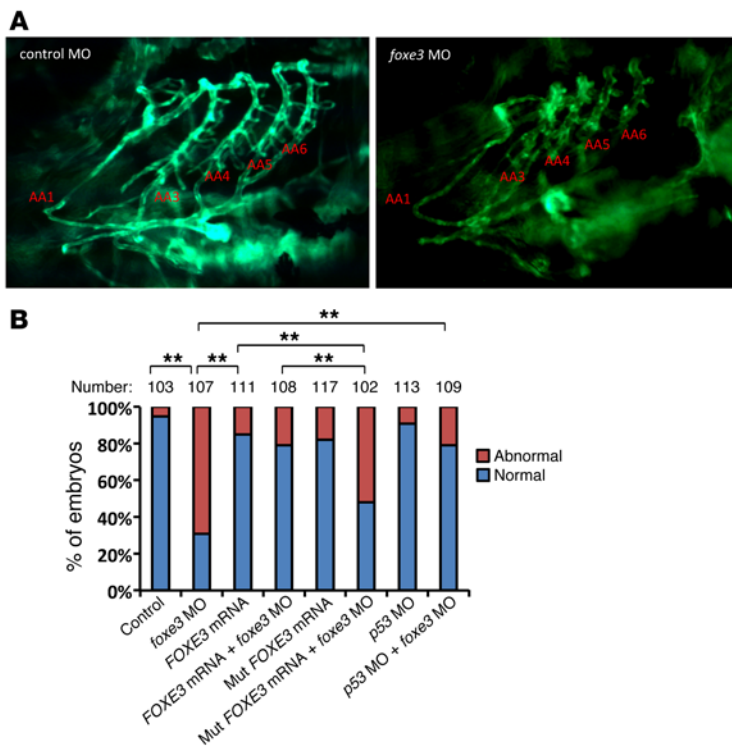 A
control MO
foxe3 MO
AA1
AA3
AA4
AA5
AA6
AA1
AA3
AA4
AA5
AA6
B
**
**
** ** **
Number: 103 107 111 108 117 102 113 109
100%
80%
60%
40%
20%
0%
% of embryos
Abnormal
Normal
Control
foxe3 MO
FOXE3 mRNA
FOXE3 mRNA + foxe3 MO
Mut FOXE3 mRNA
Mut FOXE3 mRNA + foxe3 MO
p53 MO
p53 MO + foxe3 MO